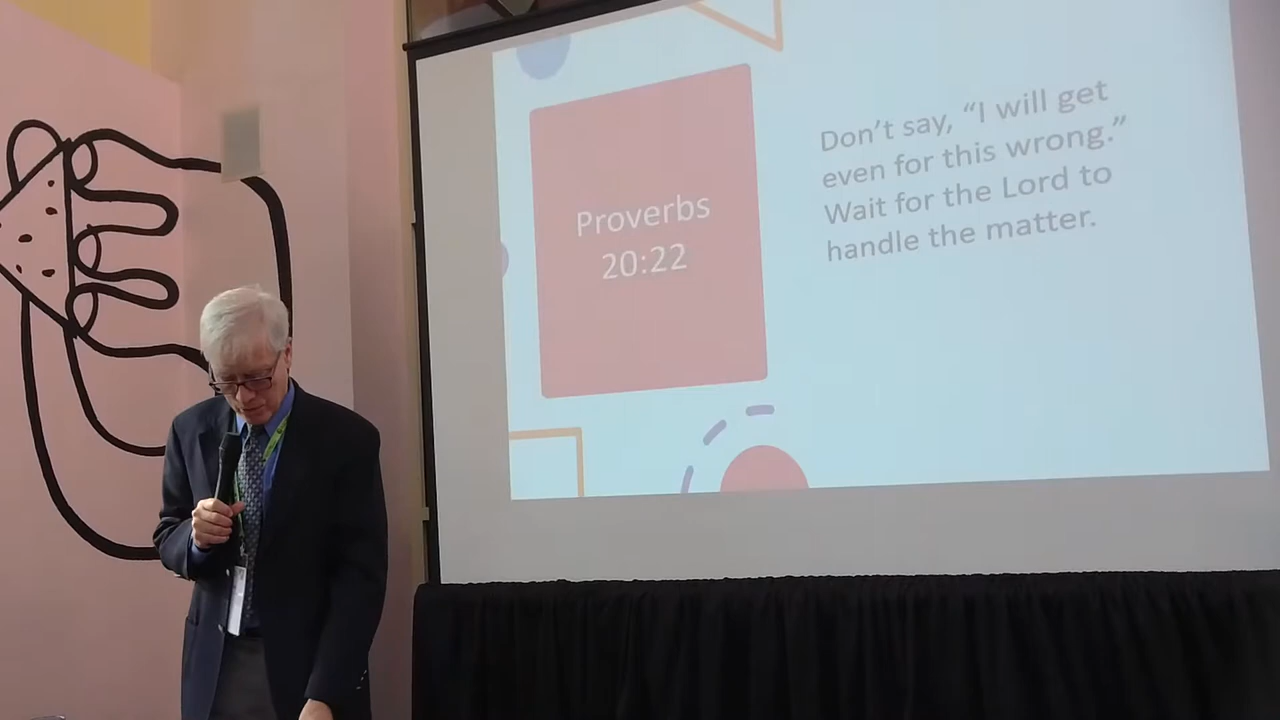 Proverbs
20:22
Don’t say, “I will get
even for this wrong.”
Wait for the Lord to
handle the matter.